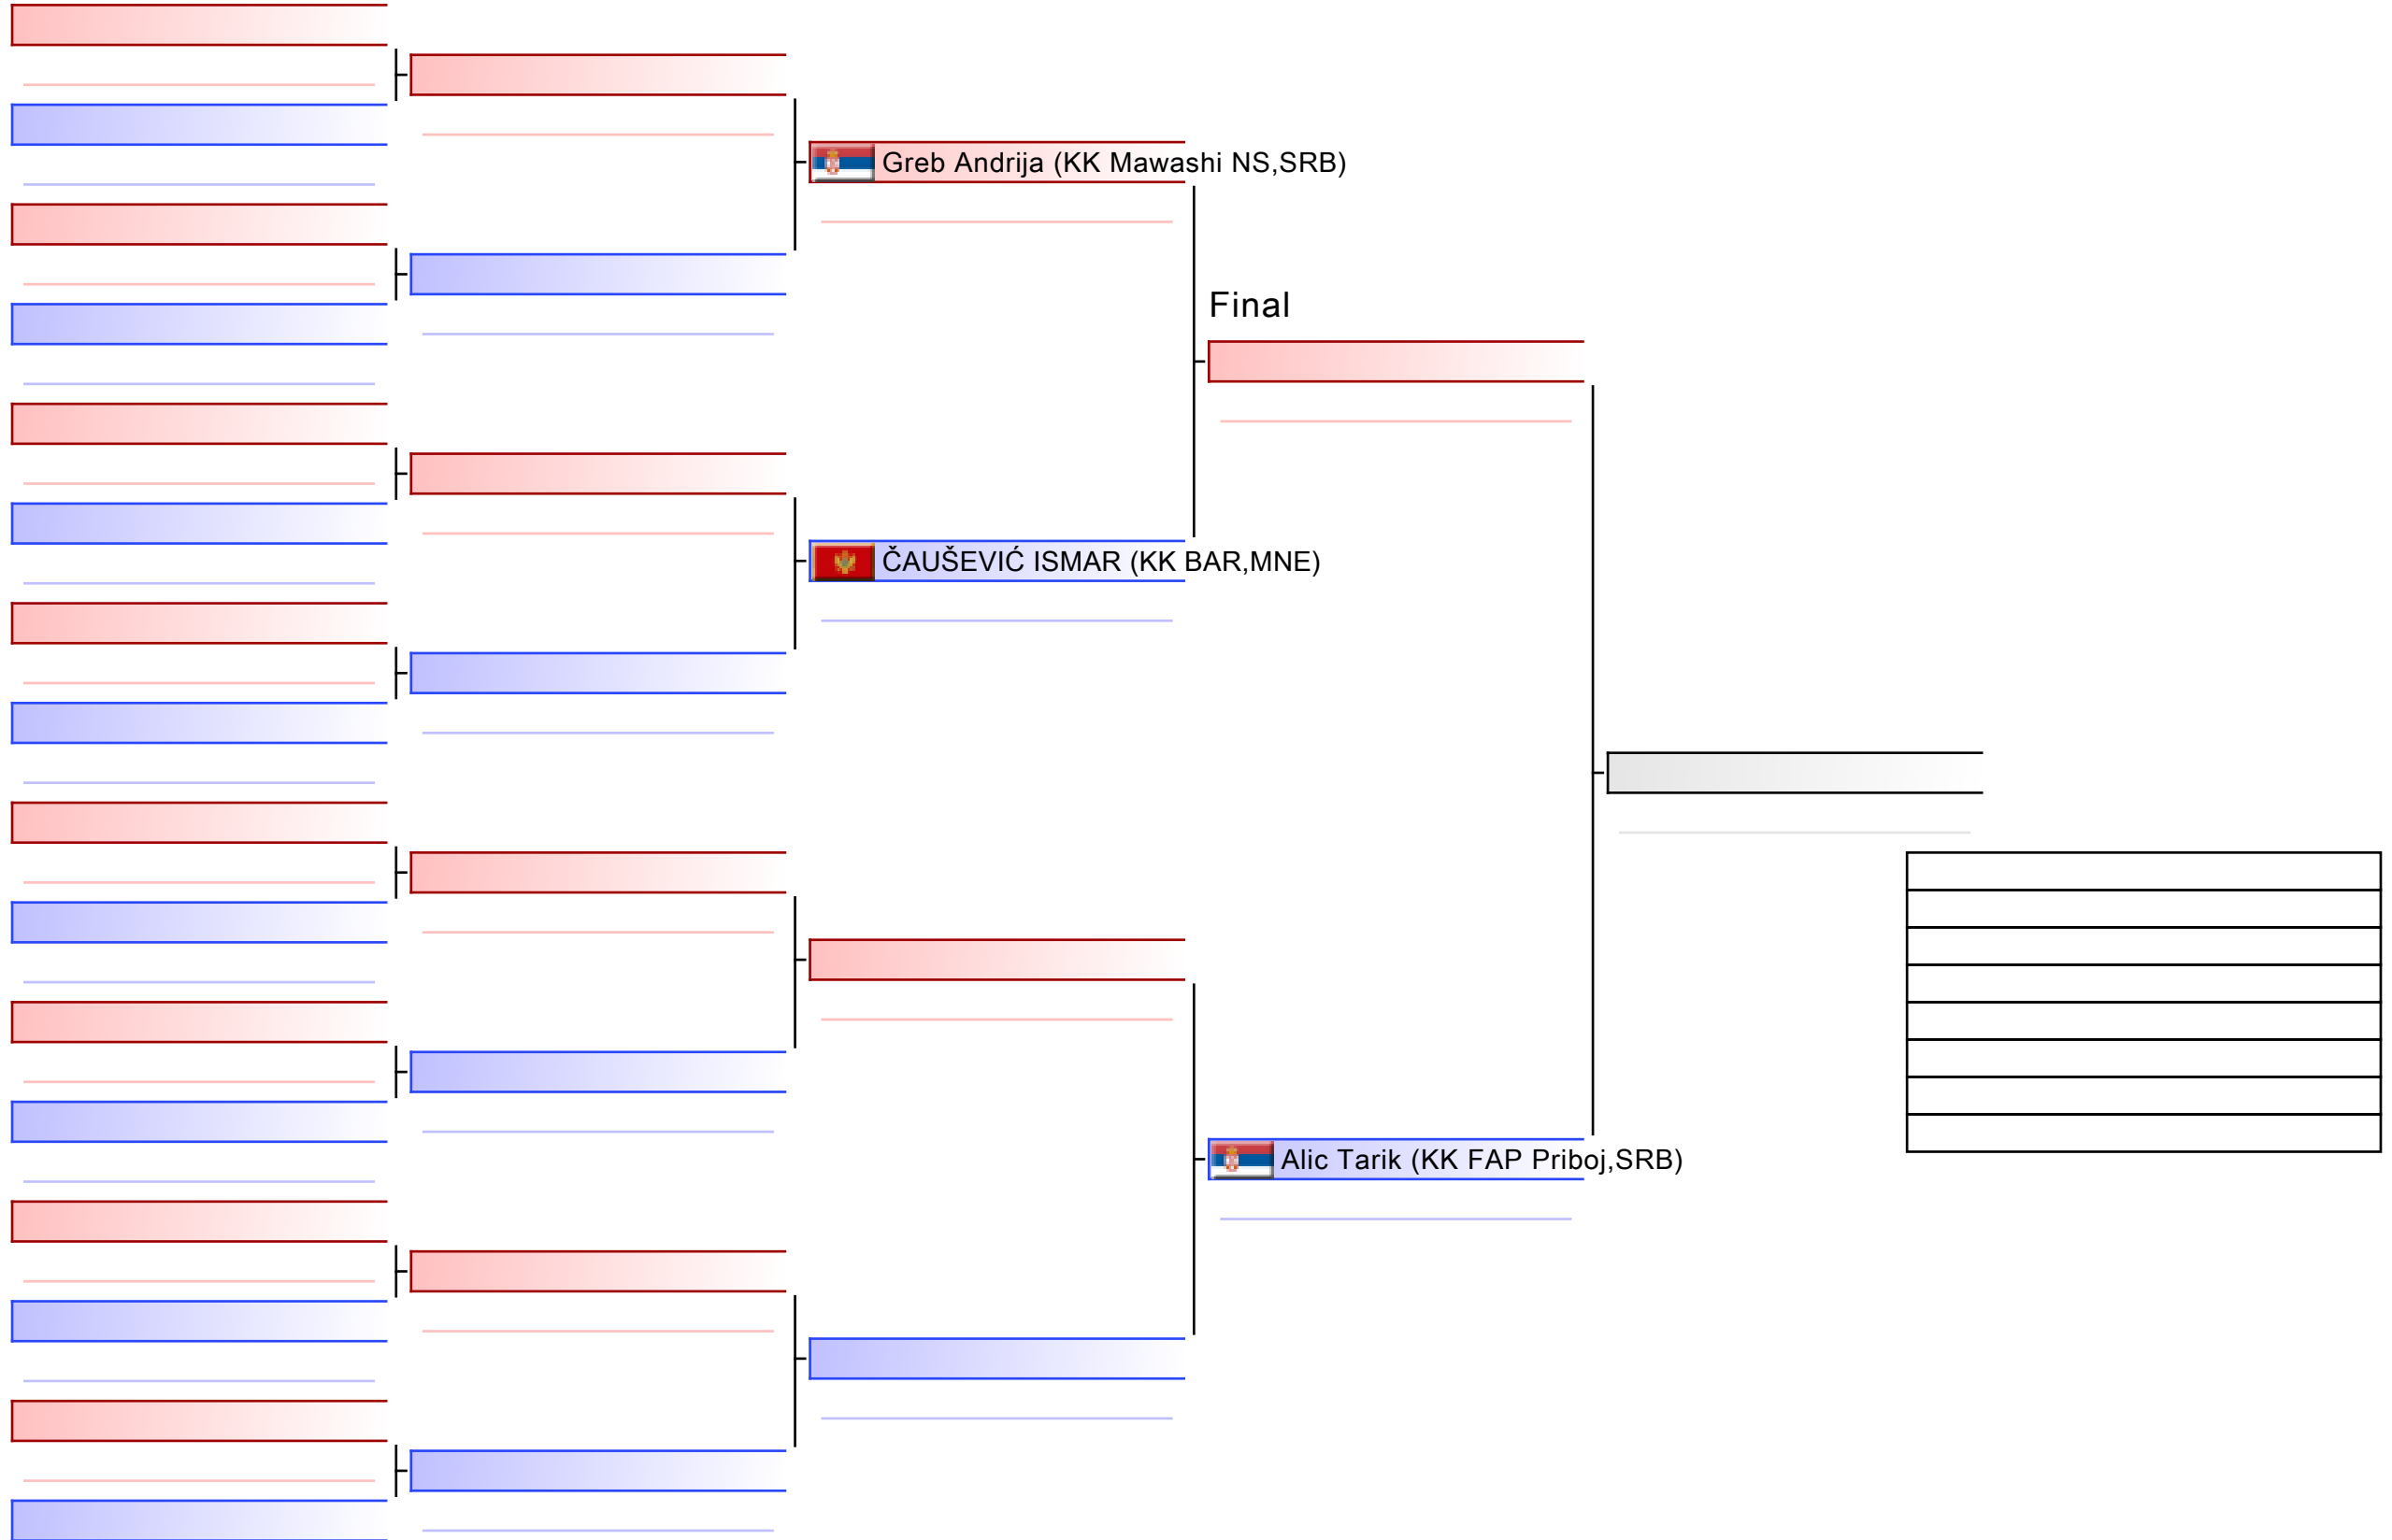 Greb Andrija (KK Mawashi NS,SRB)
Final
ČAUŠEVIĆ ISMAR (KK BAR,MNE)
Alic Tarik (KK FAP Priboj,SRB)